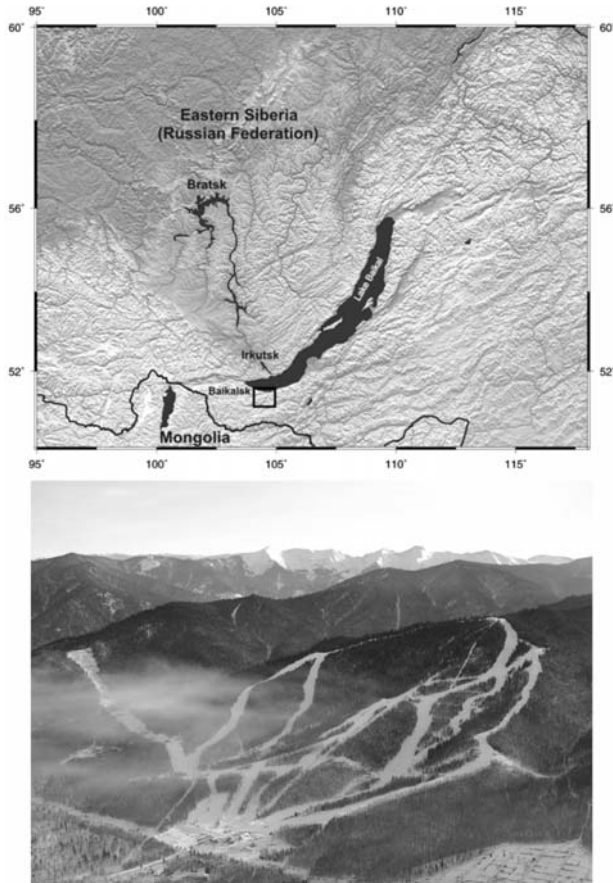 95˚ 100˚ 105˚ 110˚ 115˚
60˚ 60˚
Eastern Siberia
(Russian Federation)
Bratsk
56˚ 56˚
Lake Baikal
Irkutsk
52˚ 52˚
Baikalsk
Mongolia
95˚ 100˚ 105˚ 110˚ 115˚